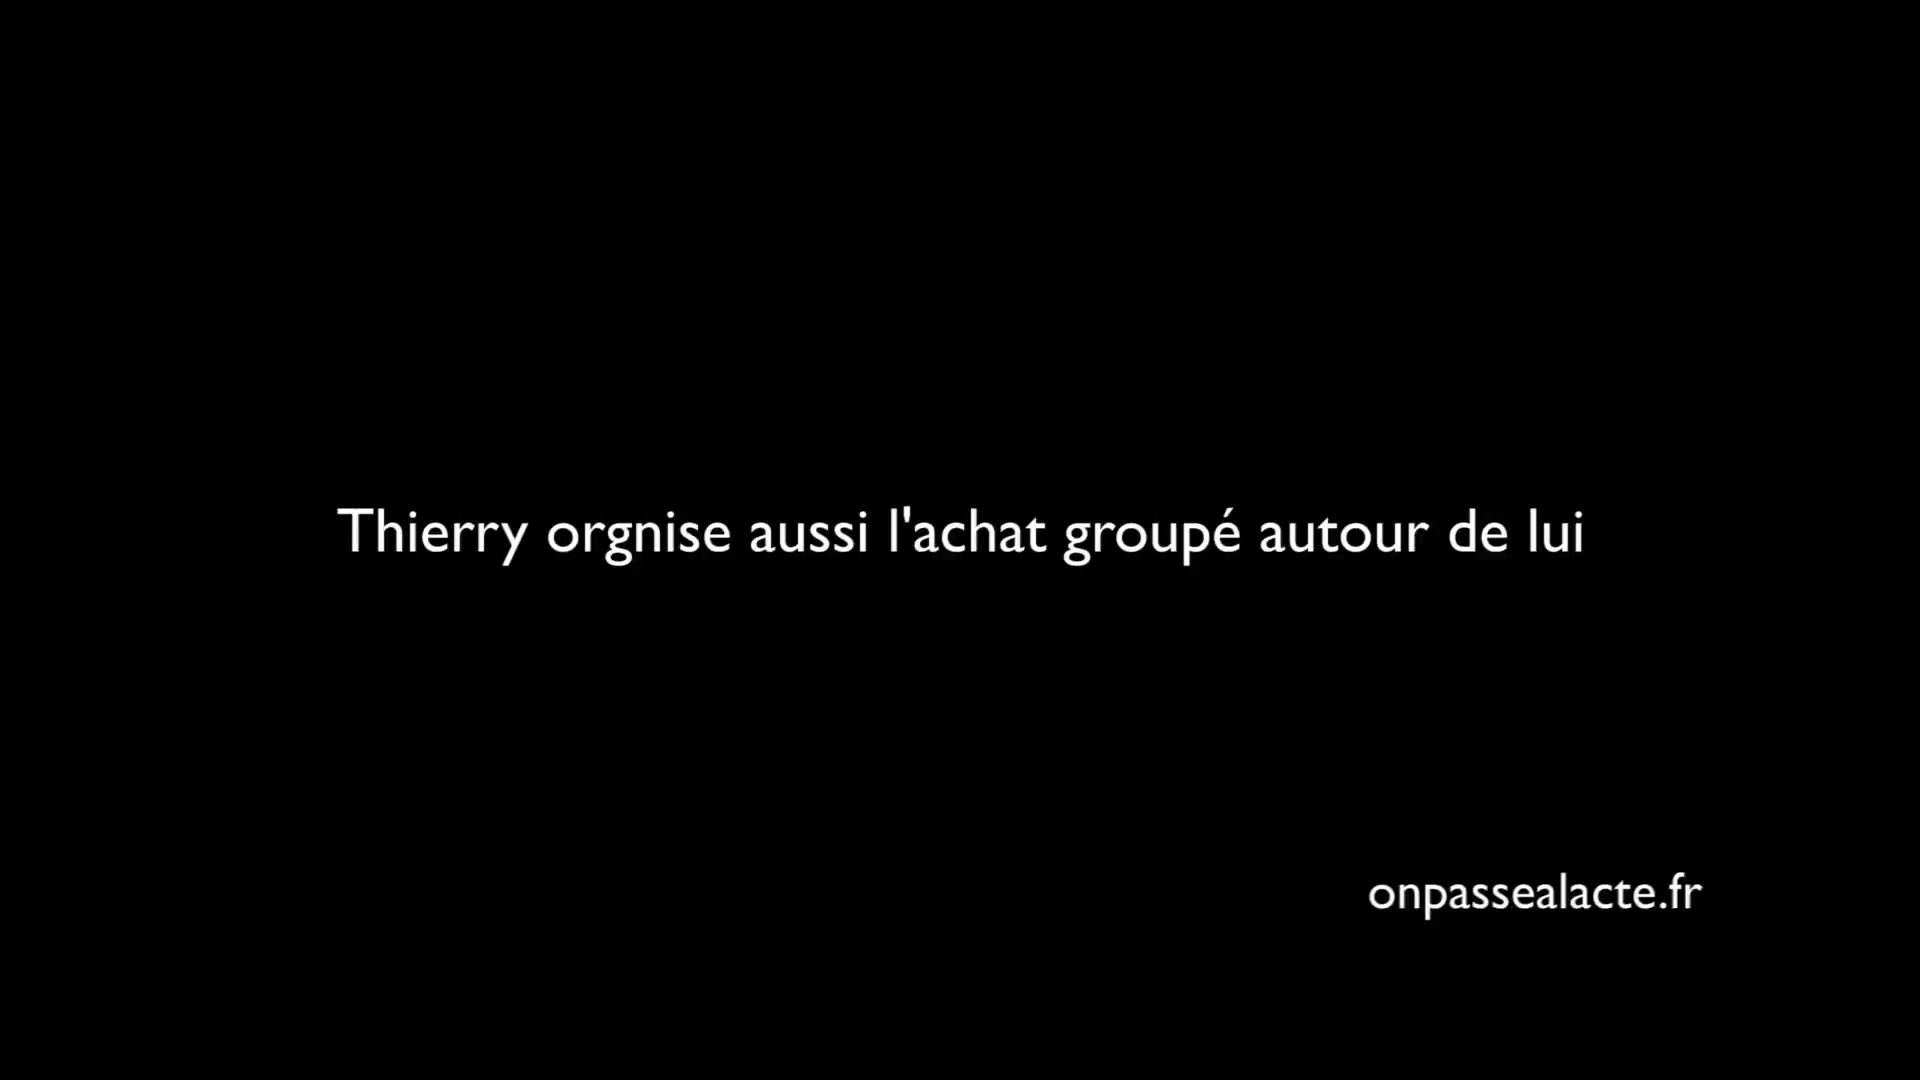 Thierry orgnise aussi l'achat groupé autour de lui
onpassealacte.fr